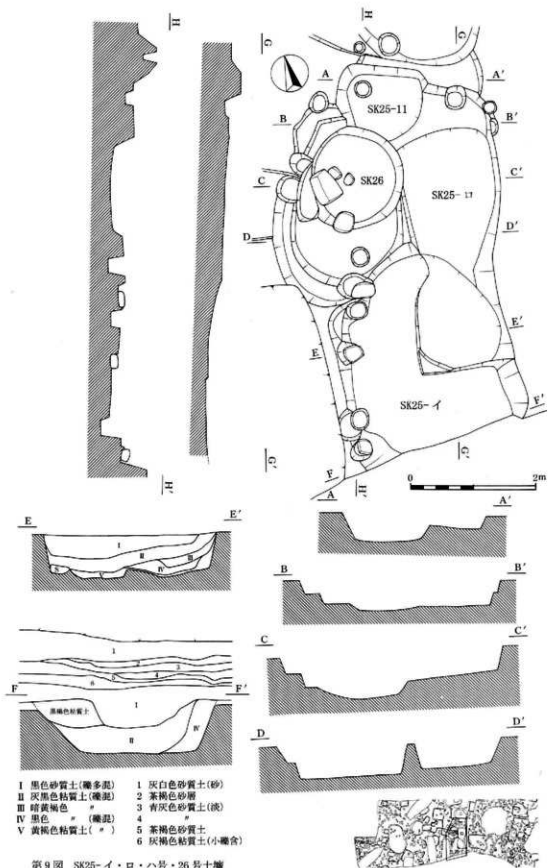 H
G
H
G
A
A'
SK25-ハ
B
B'
SK26
C
SK25-ロ
C'
D
D'
E
E'
SK25-イ
F'
F
G'
G'
H'
H'
0
2m
A
A'
E
E'
I
II
III
S
V
IV
B
B'
C
C'
1
2
3
4
5
6
F
F'
黒褐色粘質土
I
II
IV
D
D'
I 黒色砂質土(礫多混)
II 灰黒色粘質土(礫混)
III 暗黄褐色 〃
IV 黒色 〃 (礫混)
V 黄褐色粘質土( 〃 )
1 灰白色砂質土(砂)
2 茶褐色砂層
3 青灰色砂質土(淡)
4 〃
5 茶褐色砂質土
6 灰褐色粘質土(小礫含)
第9図 SK25-イ・ロ・ハ号・26号土壙